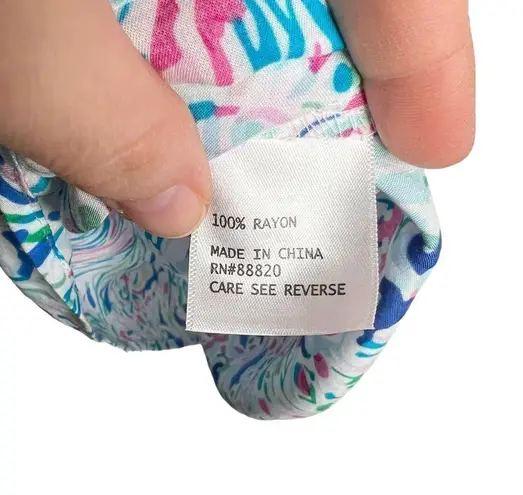 100% RAYON
MADE IN CHINA
RN#88820
CARE SEE REVERSE